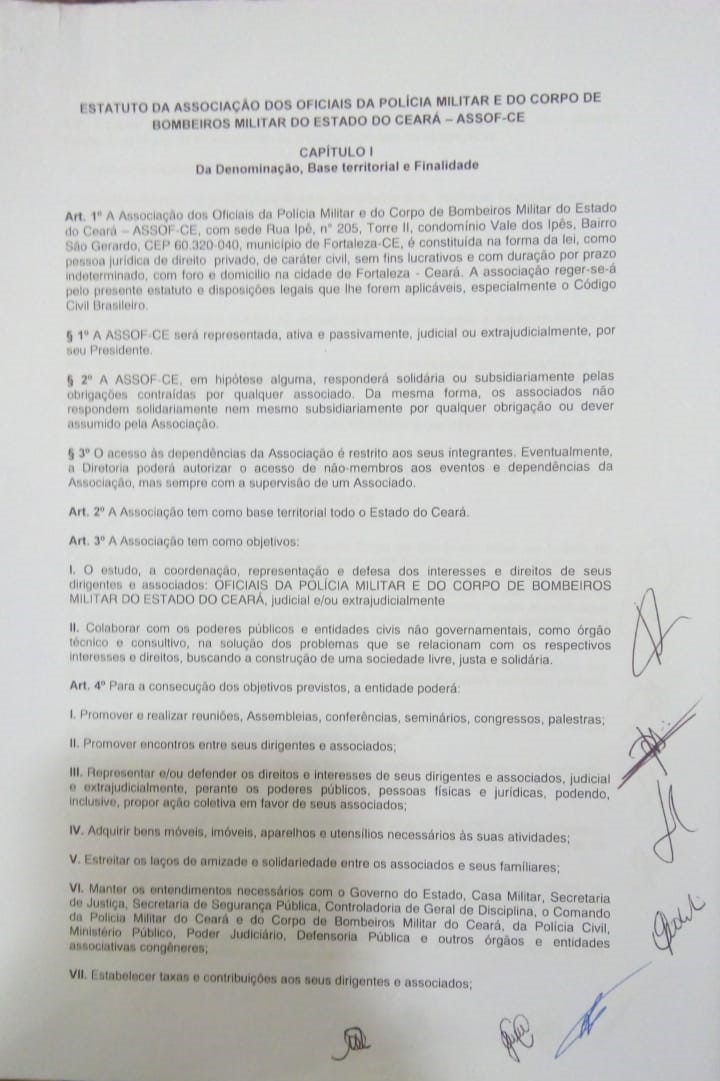 ESTATUTO DA ASSOCIAÇÃO DOS OFICIAIS DA POLÍCIA MILITAR E DO CORPO DE
BOMBEIROS MILITAR DO ESTADO DO CEARÁ – ASSOF-CE
CAPÍTULO I
Da Denominação, Base territorial e Finalidade
Art. 1º A Associação dos Oficiais da Polícia Militar e do Corpo de Bombeiros Militar do Estado
do Ceará – ASSOF-CE, com sede Rua Ipê, n° 205, Torre II, condomínio Vale dos Ipês, Bairro
São Gerardo, CEP 60.320-040, município de Fortaleza-CE, é constituída na forma da lei, como
pessoa jurídica de direito privado, de caráter civil, sem fins lucrativos e com duração por prazo
indeterminado, com foro e domicilio na cidade de Fortaleza - Ceará. A associação reger-se-á
pelo presente estatuto e disposições legais que lhe forem aplicáveis, especialmente o Código
Civil Brasileiro.
§ 1º A ASSOF-CE será representada, ativa e passivamente, judicial ou extrajudicialmente, por
seu Presidente.
§ 2º A ASSOF-CE, em hipótese alguma, responderá solidária ou subsidiariamente pelas
obrigações contraídas por qualquer associado. Da mesma forma, os associados não
respondem solidariamente nem mesmo subsidiariamente por qualquer obrigação ou dever
assumido pela Associação.
§ 3º O acesso às dependências da Associação é restrito aos seus integrantes. Eventualmente,
a Diretoria poderá autorizar o acesso de não-membros aos eventos e dependências da
Associação, mas sempre com a supervisão de um Associado.
Art. 2º A Associação tem como base territorial todo o Estado do Ceará.
Art. 3º A Associação tem como objetivos:
I. O estudo, a coordenação, representação e defesa dos interesses e direitos de seus
dirigentes e associados: OFICIAIS DA POLÍCIA MILITAR E DO CORPO DE BOMBEIROS
MILITAR DO ESTADO DO CEARÁ, judicial e/ou extrajudicialmente
II. Colaborar com os poderes públicos e entidades civis não governamentais, como órgão
técnico e consultivo, na solução dos problemas que se relacionam com os respectivos
interesses e direitos, buscando a construção de uma sociedade livre, justa e solidária.
Art. 4º Para a consecução dos objetivos previstos, a entidade poderá:
I. Promover e realizar reuniões, Assembleias, conferências, seminários, congressos, palestras;
II. Promover encontros entre seus dirigentes e associados;
III. Representar e/ou defender os direitos e interesses de seus dirigentes e associados, judicial
e extrajudicialmente, perante os poderes públicos, pessoas físicas e jurídicas, podendo,
inclusive, propor ação coletiva em favor de seus associados;
IV. Adquirir bens móveis, imóveis, aparelhos e utensílios necessários às suas atividades;
V. Estreitar os laços de amizade e solidariedade entre os associados e seus famíliares;
VI. Manter os entendimentos necessários com o Governo do Estado, Casa Militar, Secretaria
de Justiça, Secretaria de Segurança Pública, Controladoria de Geral de Disciplina, o Comando
da Policia Militar do Ceará e do Corpo de Bombeiros Militar do Ceará, da Polícia Civil,
Ministério Público, Poder Judiciário, Defensoria Pública e outros órgãos e entidades
associativas congêneres;
VII. Estabelecer taxas e contribuições aos seus dirigentes e associados;